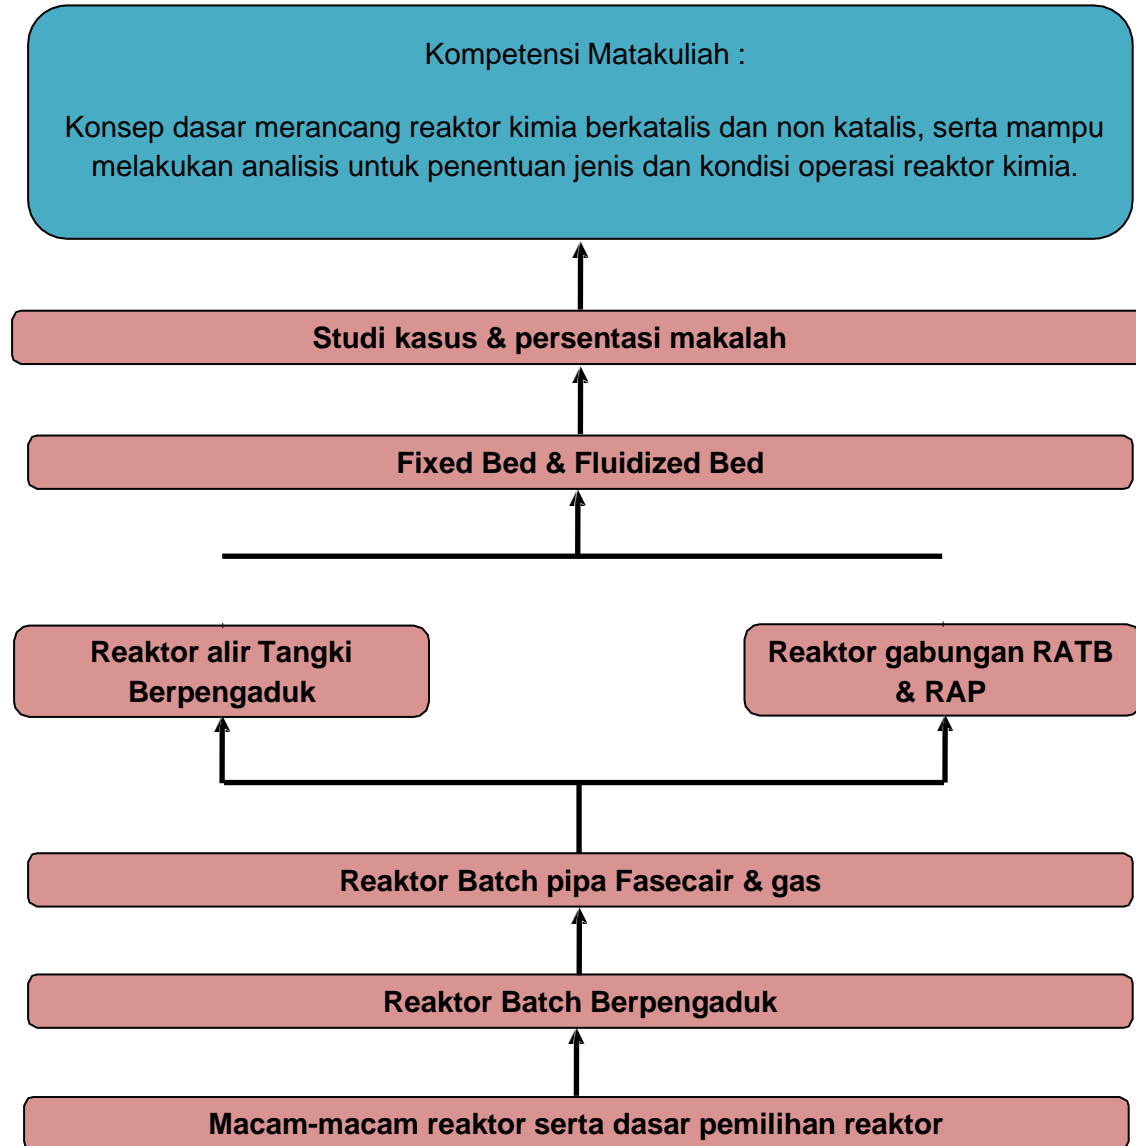 Kompetensi Matakuliah :
Konsep dasar merancang reaktor kimia berkatalis dan non katalis, serta mampu
melakukan analisis untuk penentuan jenis dan kondisi operasi reaktor kimia.
Studi kasus & persentasi makalah
Fixed Bed & Fluidized Bed
Reaktor alir Tangki
Berpengaduk
Reaktor gabungan RATB
& RAP
Reaktor Batch pipa Fasecair & gas
Reaktor Batch Berpengaduk
Macam-macam reaktor serta dasar pemilihan reaktor